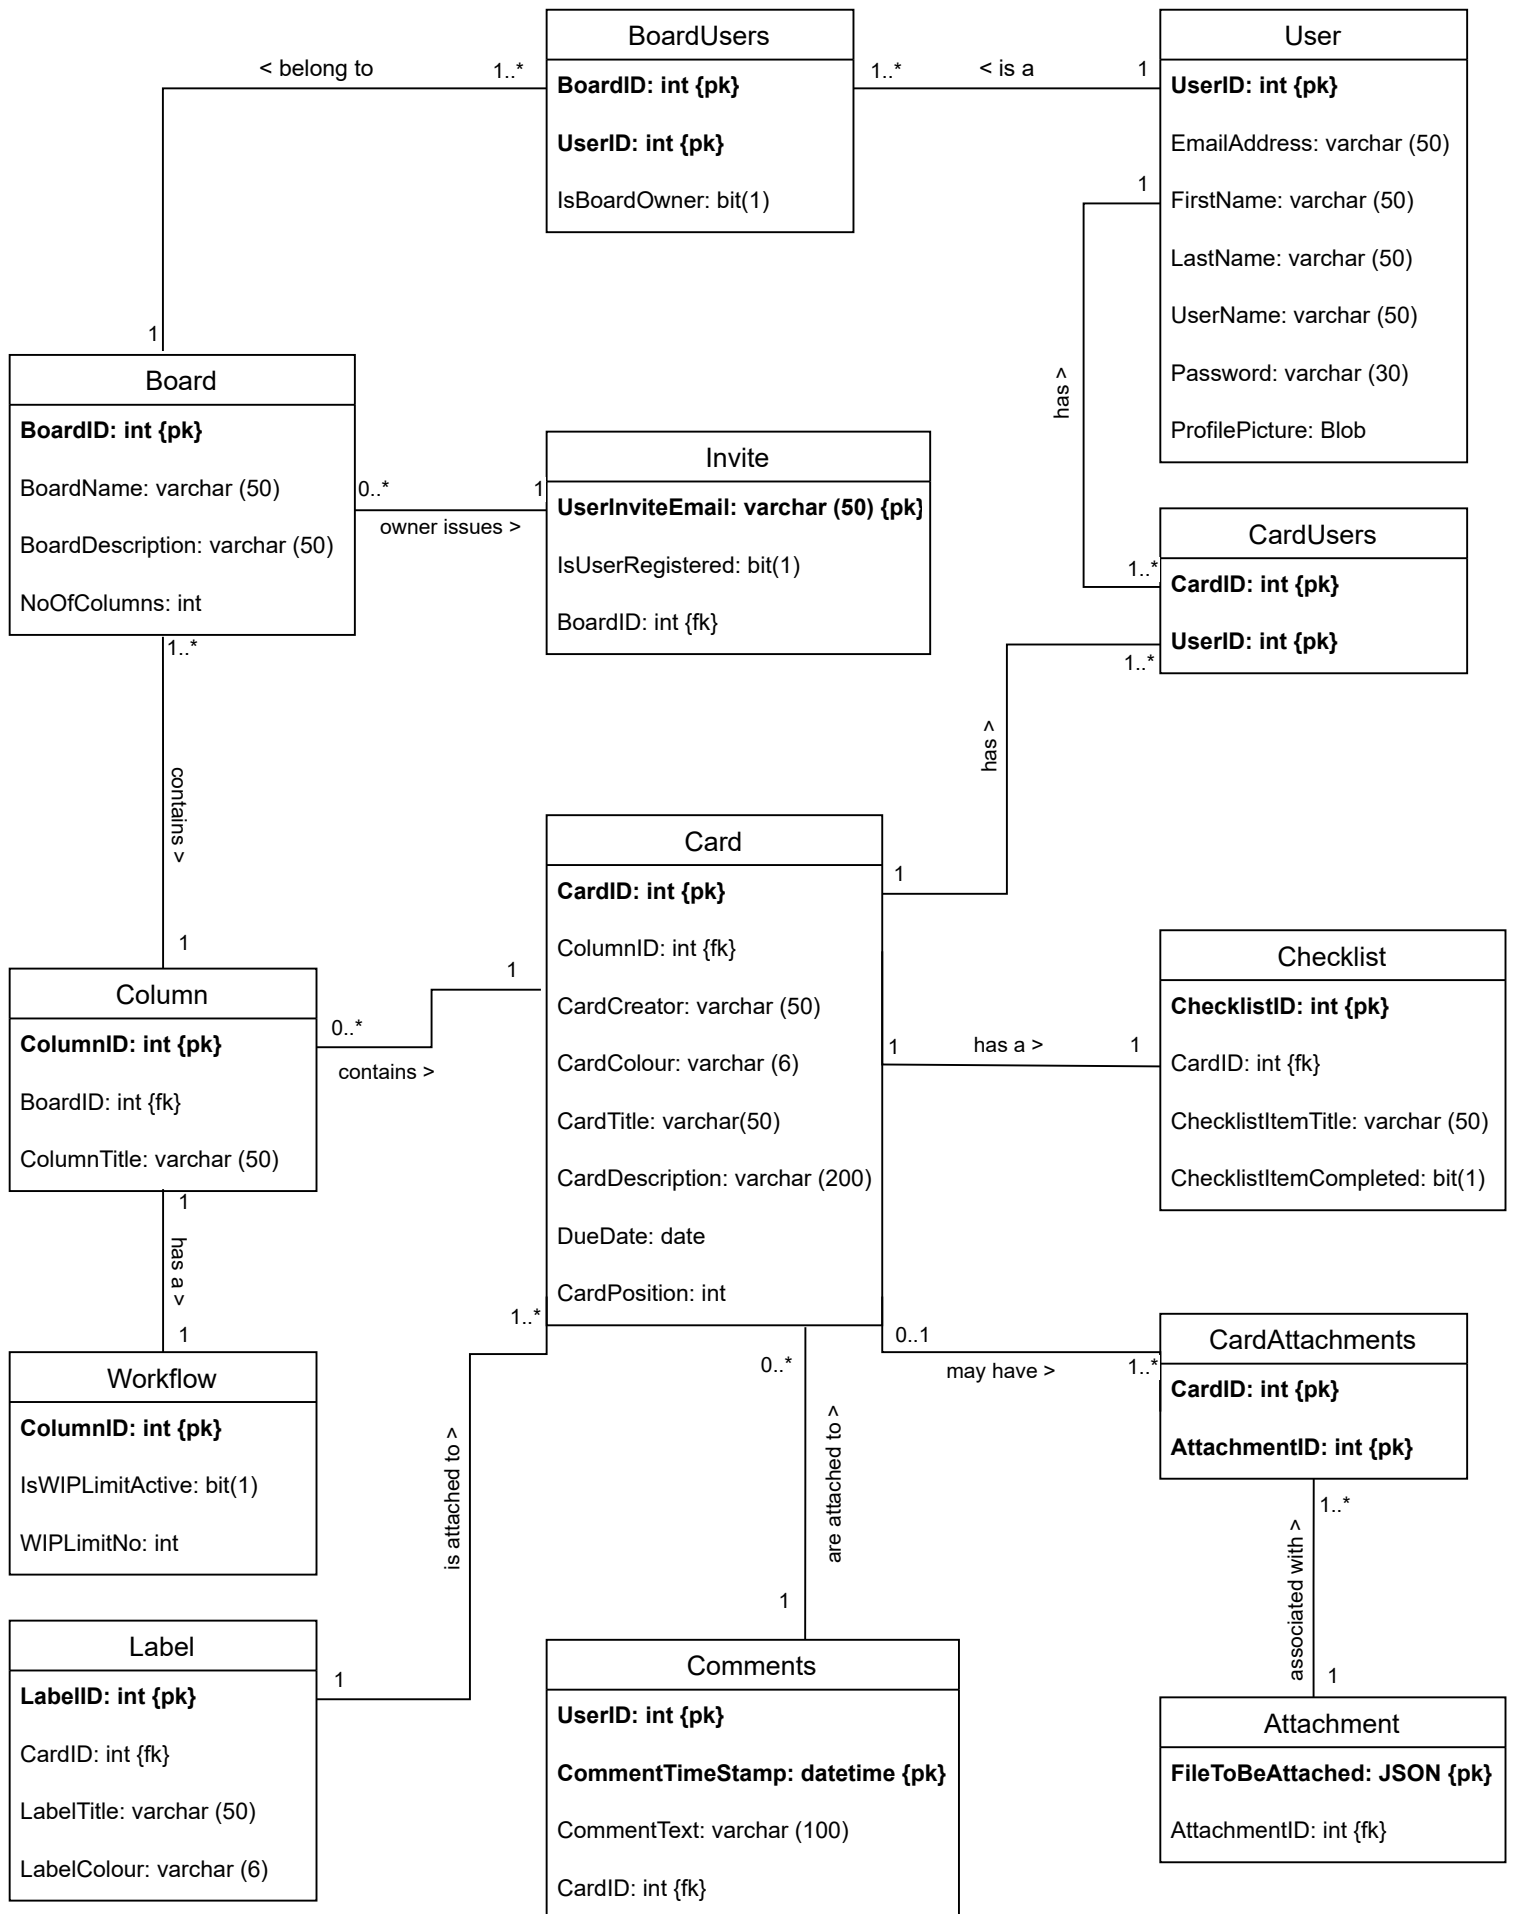 BoardUsers
BoardID: int {pk}
UserID: int {pk}
IsBoardOwner: bit(1)
User
UserID: int {pk}
EmailAddress: varchar (50)
FirstName: varchar (50)
LastName: varchar (50)
UserName: varchar (50)
Password: varchar (30)
ProfilePicture: Blob
< belong to
1..*
1..*
< is a
1
1
1
has >
1..*
Board
BoardID: int {pk}
BoardName: varchar (50)
BoardDescription: varchar (50)
NoOfColumns: int
0..*
1
owner issues >
Invite
UserInviteEmail: varchar (50) {pk}
IsUserRegistered: bit(1)
BoardID: int {fk}
CardUsers
CardID: int {pk}
UserID: int {pk}
1..*
has >
1
1..*
contains >
1
Column
ColumnID: int {pk}
BoardID: int {fk}
ColumnTitle: varchar (50)
0..*
contains >
1
Card
CardID: int {pk}
ColumnID: int {fk}
CardCreator: varchar (50)
CardColour: varchar (6)
CardTitle: varchar(50)
CardDescription: varchar (200)
DueDate: date
CardPosition: int
1
has a >
1
Checklist
ChecklistID: int {pk}
CardID: int {fk}
ChecklistItemTitle: varchar (50)
ChecklistItemCompleted: bit(1)
1
has a >
1
Workflow
ColumnID: int {pk}
IsWIPLimitActive: bit(1)
WIPLimitNo: int
1..*
is attached to >
1
0..*
are attached to >
1
0..1
may have >
1..*
CardAttachments
CardID: int {pk}
AttachmentID: int {pk}
1..*
associated with >
1
Label
LabelID: int {pk}
CardID: int {fk}
LabelTitle: varchar (50)
LabelColour: varchar (6)
Comments
UserID: int {pk}
CommentTimeStamp: datetime {pk}
CommentText: varchar (100)
CardID: int {fk}
Attachment
FileToBeAttached: JSON {pk}
AttachmentID: int {fk}